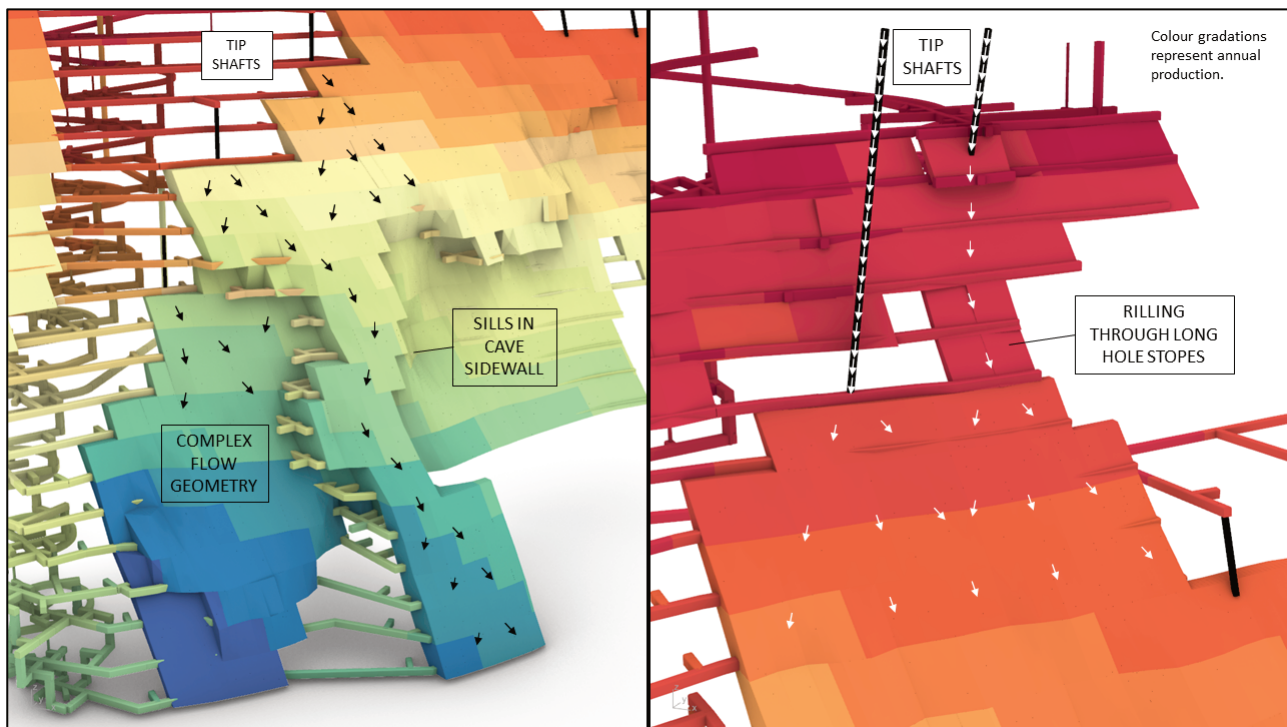 TIP
SHAFTS
SILLS IN
CAVE
SIDEWALL
COMPLEX
FLOW
GEOMETRY
TIP
SHAFTS
Colour gradations
represent annual
production.
RILLING
THROUGH LONG
HOLE STOPES